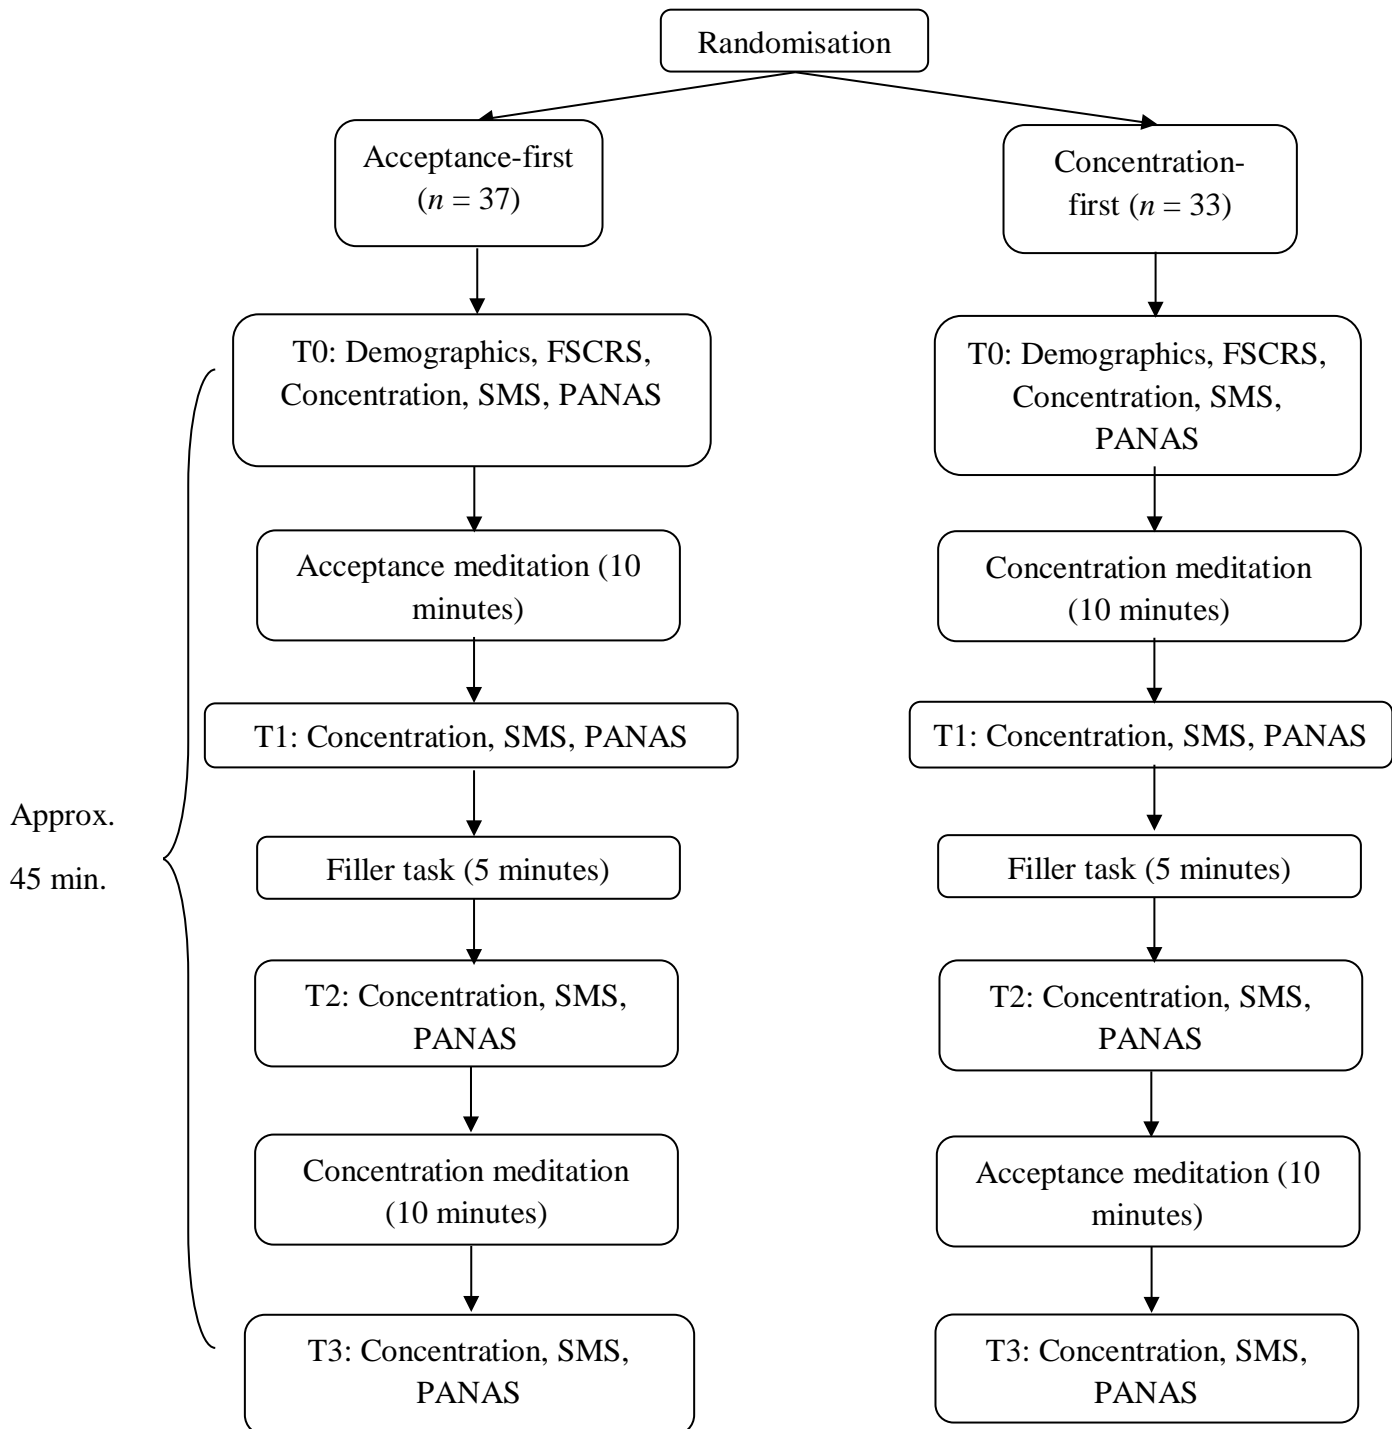 Randomisation
Acceptance-first
(n = 37)
Concentration-
first (n = 33)
T0: Demographics, FSCRS,
Concentration, SMS, PANAS
T0: Demographics, FSCRS,
Concentration, SMS,
PANAS
Acceptance meditation (10
minutes)
Concentration meditation
(10 minutes)
T1: Concentration, SMS, PANAS
T1: Concentration, SMS, PANAS
Approx.
45 min.
Filler task (5 minutes)
Filler task (5 minutes)
T2: Concentration, SMS,
PANAS
T2: Concentration, SMS,
PANAS
Concentration meditation
(10 minutes)
Acceptance meditation (10
minutes)
T3: Concentration, SMS,
PANAS
T3: Concentration, SMS,
PANAS